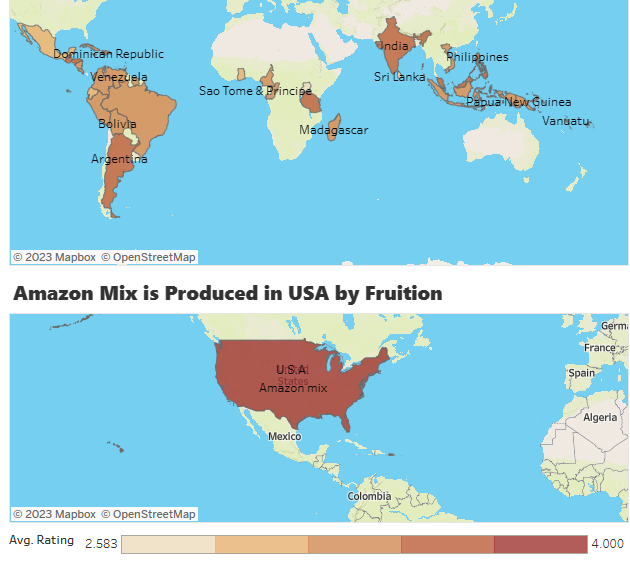 Dominican Republic
India
Philippines
Venezuela
Sri Lanka
Sao Tome & Principe
Papua New Guinea
Bolivia
Vanuatu
Madagascar
Argentina
© 2023 Mapbox © OpenStreetMap
Amazon Mix is Produced in USA by Fruition
Germa
France
U.S.A.
Spain
States
Amazon mix
Algeria
Mexico
Colombia
© 2023 Mapbox © OpenStreetMap
Avg. Rating 2.583 4.000